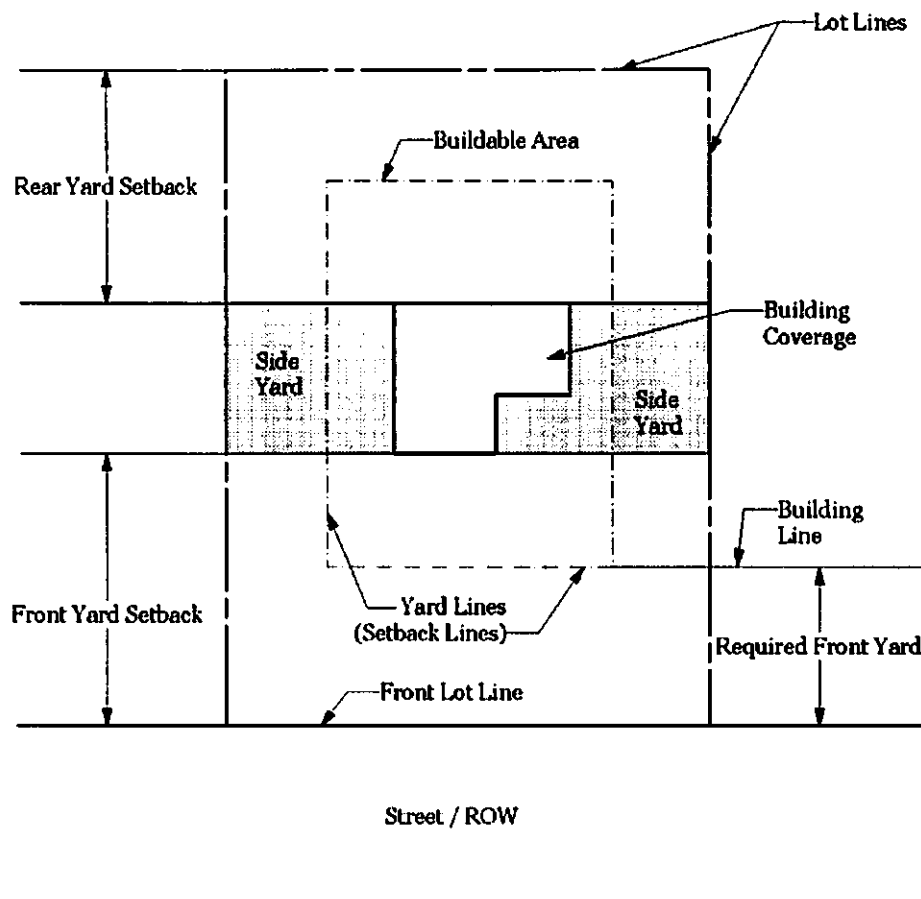 Lot Lines
Buildable Area
Rear Yard Setback
Building
Coverage
Side
Yard
Side
Yard
Building
Line
Front Yard Setback
Yard Lines
(Setback Lines)
Required Front Yard
Front Lot Line
Street / ROW